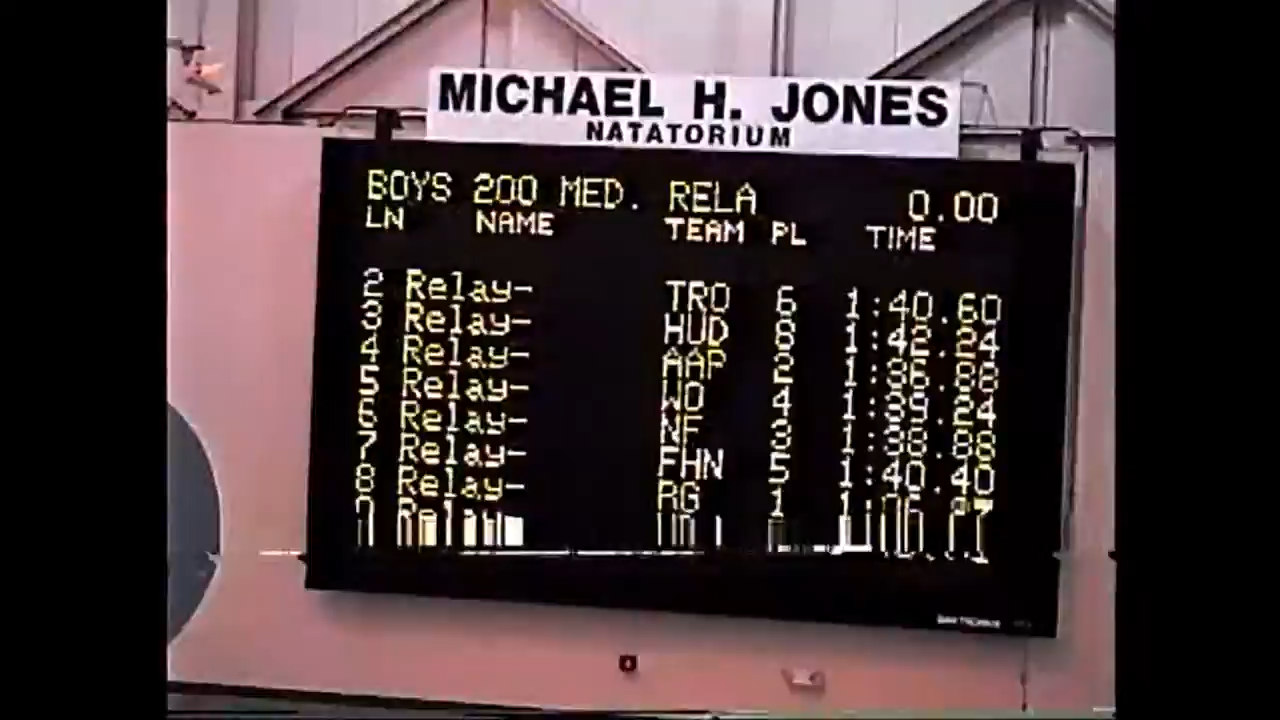 MICHAEL H. JONES
NATATORIUM
BOYS 200 MED. RELA 0.00
LN NAME TEAM PL TIME
2 Relay- TRO 6 1:40.60
3 Relay- HUD 8 1:42.24
4 Relay- AAP 2 1:36.88
5 Relay- WO 4 1:39.24
6 Relay- NF 3 1:38.88
7 Relay- FHN 5 1:40.40
8 Relay- RG 1